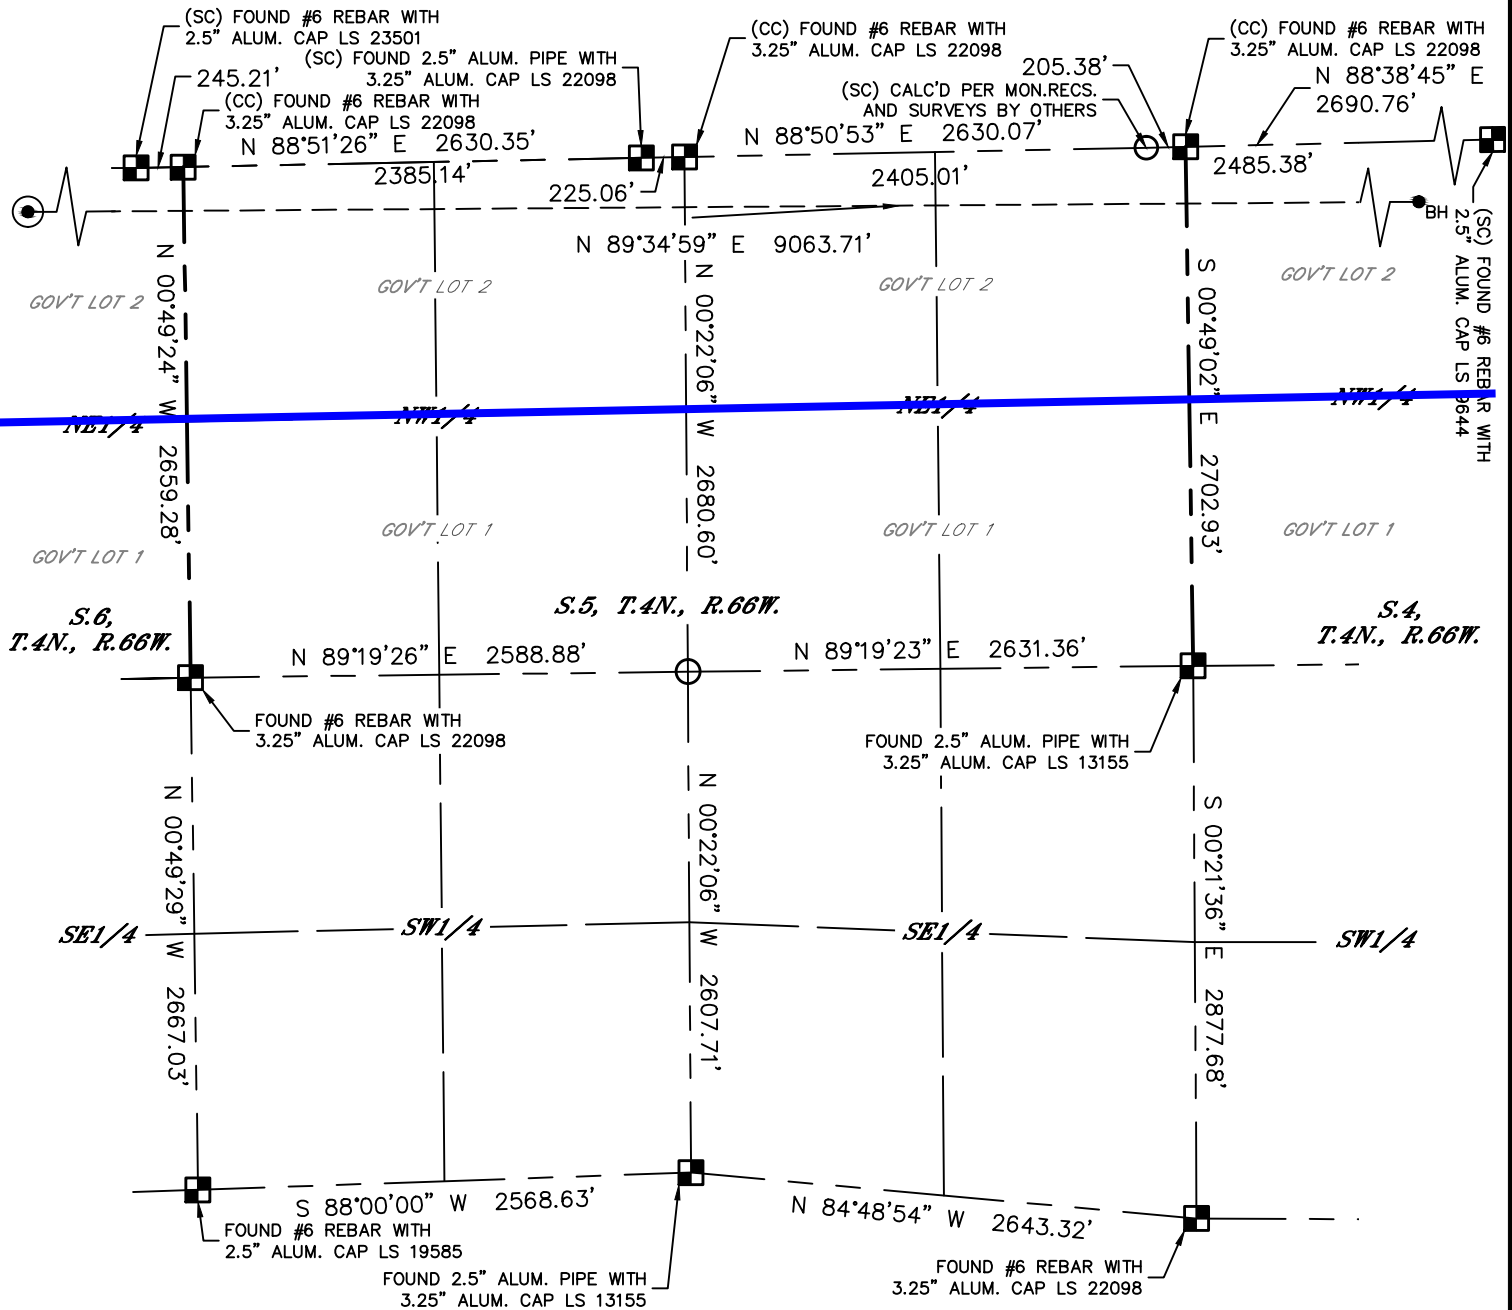 (SC) FOUND #6 REBAR WITH
2.5” ALUM. CAP LS 23501
(SC) FOUND 2.5” ALUM. PIPE WITH
3.25” ALUM. CAP LS 22098
245.21’
(CC) FOUND #6 REBAR WITH
3.25” ALUM. CAP LS 22098
(CC) FOUND #6 REBAR WITH
3.25” ALUM. CAP LS 22098
(CC) FOUND #6 REBAR WITH
3.25” ALUM. CAP LS 22098
205.38’
(SC) CALC’D PER MON.RECS.
AND SURVEYS BY OTHERS
N 88°38’45” E
2690.76’
N 88°51’26” E 2630.35’
N 88°50’53” E 2630.07’
2385.14’
225.06’
2405.01’
2485.38’
BH
(SC) FOUND #6 REBAR WITH
2.5” ALUM. CAP LS 9644
N 89°34’59” E 9063.71’
N 00°49’24” W 2659.28’
N 00°22’06” W 2680.60’
S 00°49’02” E 2702.93’
GOV’T LOT 2
GOV’T LOT 2
GOV’T LOT 2
GOV’T LOT 2
NE1/4
NW1/4
NE1/4
NW1/4
GOV’T LOT 1
GOV’T LOT 1
GOV’T LOT 1
GOV’T LOT 1
S.6,
T.4N., R.66W.
S.5, T.4N., R.66W.
S.4,
T.4N., R.66W.
N 89°19’26” E 2588.88’
N 89°19’23” E 2631.36’
FOUND #6 REBAR WITH
3.25” ALUM. CAP LS 22098
FOUND 2.5” ALUM. PIPE WITH
3.25” ALUM. CAP LS 13155
N 00°49’29” W 2667.03’
N 00°22’06” W 2607.71’
S 00°21’36” E 2877.68’
SE1/4
SW1/4
SE1/4
SW1/4
S 88°00’00” W 2568.63’
N 84°48’54” W 2643.32’
FOUND #6 REBAR WITH
2.5” ALUM. CAP LS 19585
FOUND 2.5” ALUM. PIPE WITH
3.25” ALUM. CAP LS 13155
FOUND #6 REBAR WITH
3.25” ALUM. CAP LS 22098